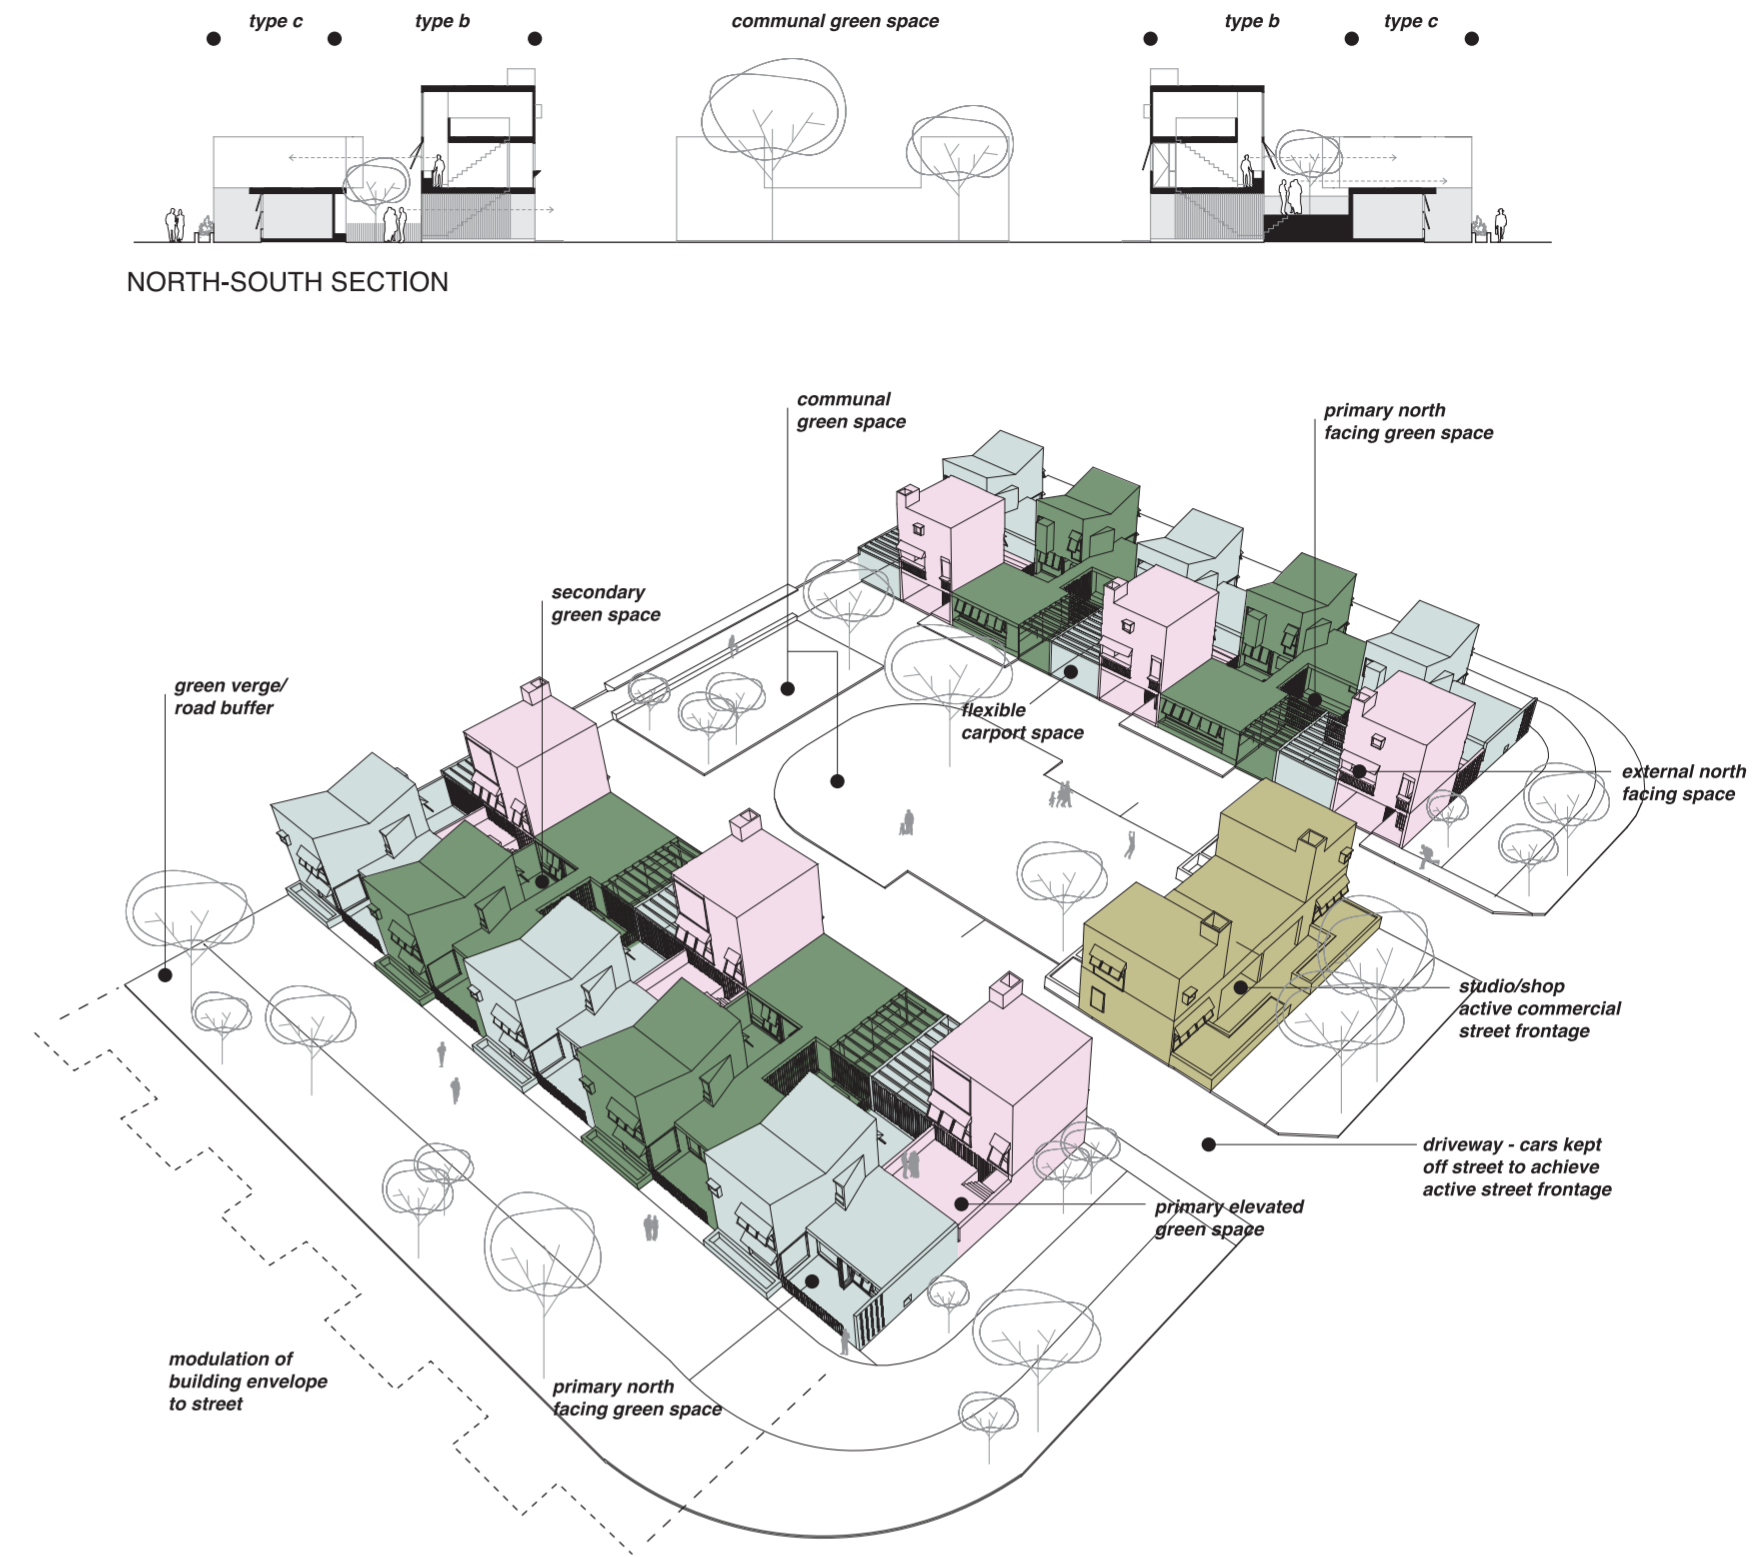 type c
type b
communal green space
type b
type c
NORTH-SOUTH SECTION
communal
green space
primary north
facing green space
secondary
green space
green verge/
road buffer
flexible
carport space
external north
facing space
studio/shop
active commercial
street frontage
driveway - cars kept
off street to achieve
active street frontage
primary elevated
green space
modulation of
building envelope
to street
primary north
facing green space